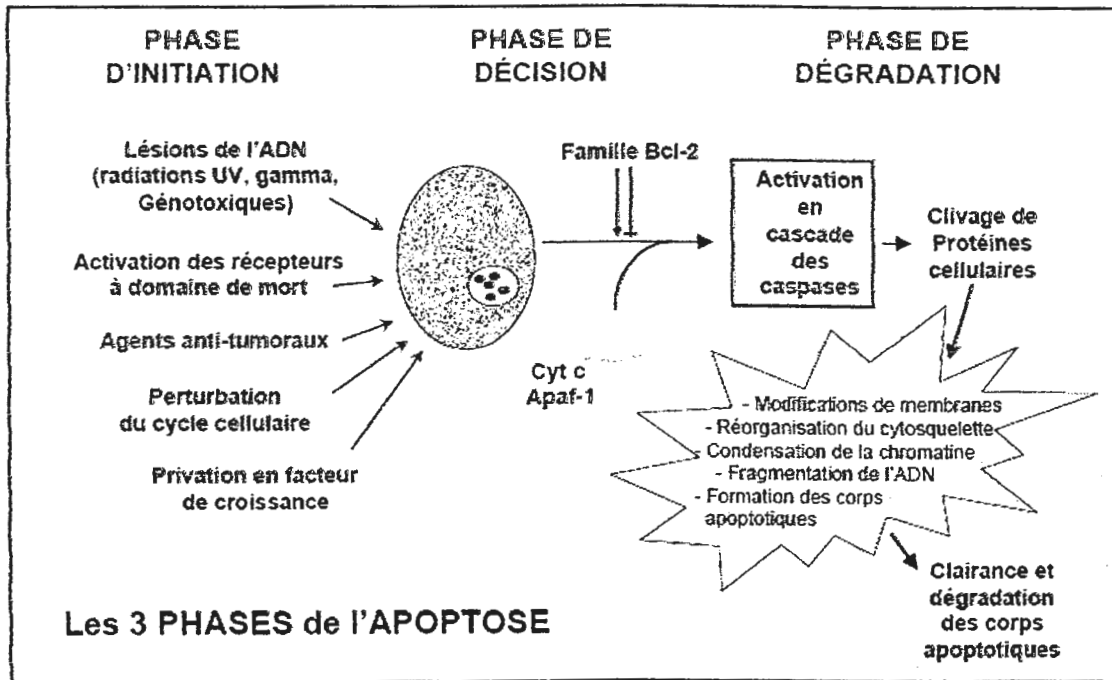 PHASE
D'INITIATION
PHASE DE
DÉCISION
PHASE DE
DÉGRADATION
Lésions de l'ADN
(radiations UV, gamma,
Génotoxiques)
Activation des récepteurs
à domaine de mort
Agents anti-tumoraux
Perturbation
du cycle cellulaire
Privation en facteur
de croissance
Famille Bcl-2
Cyt c
Apaf-1
Activation
en
cascade
des
caspases
Clivage de
Protéines
cellulaires
- Modifications de membranes
- Réorganisation du cytosquelette
- Condensation de la chromatine
- Fragmentation de l'ADN
- Formation des corps
apoptotiques
Clairance et
dégradation
des corps
apoptotiques
Les 3 PHASES de l'APOPTOSE